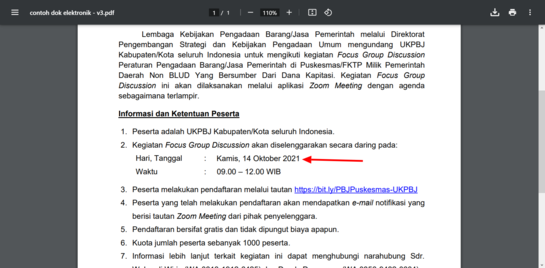 contoh dok elektronik - v3.pdf
1 / 1
110%
Lembaga Kebijakan Pengadaan Barang/Jasa Pemerintah melalui Direktorat
Pengembangan Strategi dan Kebijakan Pengadaan Umum mengundang UKPBJ
Kabupaten/Kota seluruh Indonesia untuk mengikuti kegiatan Focus Group Discussion
Peraturan Pengadaan Barang/Jasa Pemerintah di Puskesmas/FKTP Milik Pemerintah
Daerah Non BLUD Yang Bersumber Dari Dana Kapitasi. Kegiatan Focus Group
Discussion ini akan dilaksanakan melalui aplikasi Zoom Meeting dengan agenda
sebagaimana terlampir.
Informasi dan Ketentuan Peserta
1. Peserta adalah UKPBJ Kabupaten/Kota seluruh Indonesia.
2. Kegiatan Focus Group Discussion akan diselenggarakan secara daring pada:
Hari, Tanggal : Kamis, 14 Oktober 2021
Waktu : 09.00 – 12.00 WIB
3. Peserta melakukan pendaftaran melalui tautan https://bit.ly/PBJPuskesmas-UKPBJ
4. Peserta yang telah melakukan pendaftaran akan mendapatkan e-mail notifikasi yang
berisi tautan Zoom Meeting dari pihak penyelenggara.
5. Pendaftaran bersifat gratis dan tidak dipungut biaya apapun.
6. Kuota jumlah peserta sebanyak 1000 peserta.
7. Informasi lebih lanjut terkait kegiatan ini dapat menghubungi narahubung Sdr.